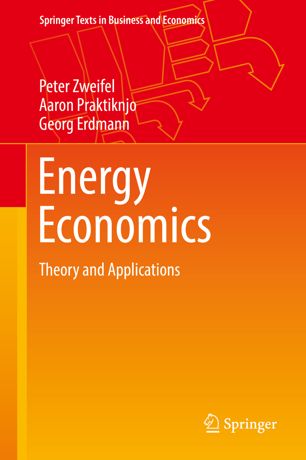 Springer Texts in Business and Economics
Peter Zweifel
Aaron Praktiknjo
Georg Erdmann
Energy
Economics
Theory and Applications
Springer